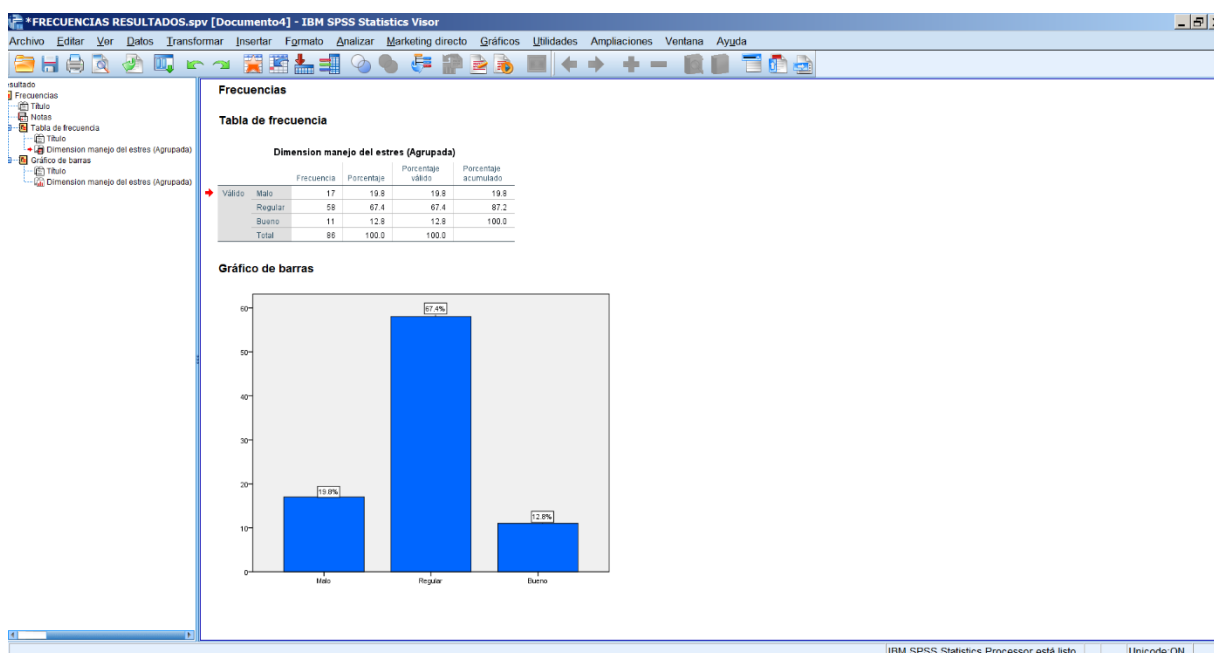 *FRECUENCIAS RESULTADOS.spv [Documento4] - IBM SPSS Statistics Visor
Archivo Editar Ver Datos Transformar Insertar Formato Analizar Marketing directo Gráficos Utilidades Ampliaciones Ventana Ayuda
sultado
Frecuencias
Título
Notas
Tabla de frecuencia
Título
Dimension manejo del estres (Agrupada)
Gráfico de barras
Título
Dimension manejo del estres (Agrupada)
Frecuencias
Tabla de frecuencia
Dimension manejo del estres (Agrupada)
Frecuencia Porcentaje Porcentaje válido Porcentaje acumulado
Válido Malo 17 19.8 19.8 19.8
Regular 58 67.4 67.4 87.2
Bueno 11 12.8 12.8 100.0
Total 86 100.0 100.0
Gráfico de barras
60
67.4%
50
40
30
20
19.8%
12.8%
10
0
Malo Regular Bueno
IBM SPSS Statistics Processor está listo Unicode:ON